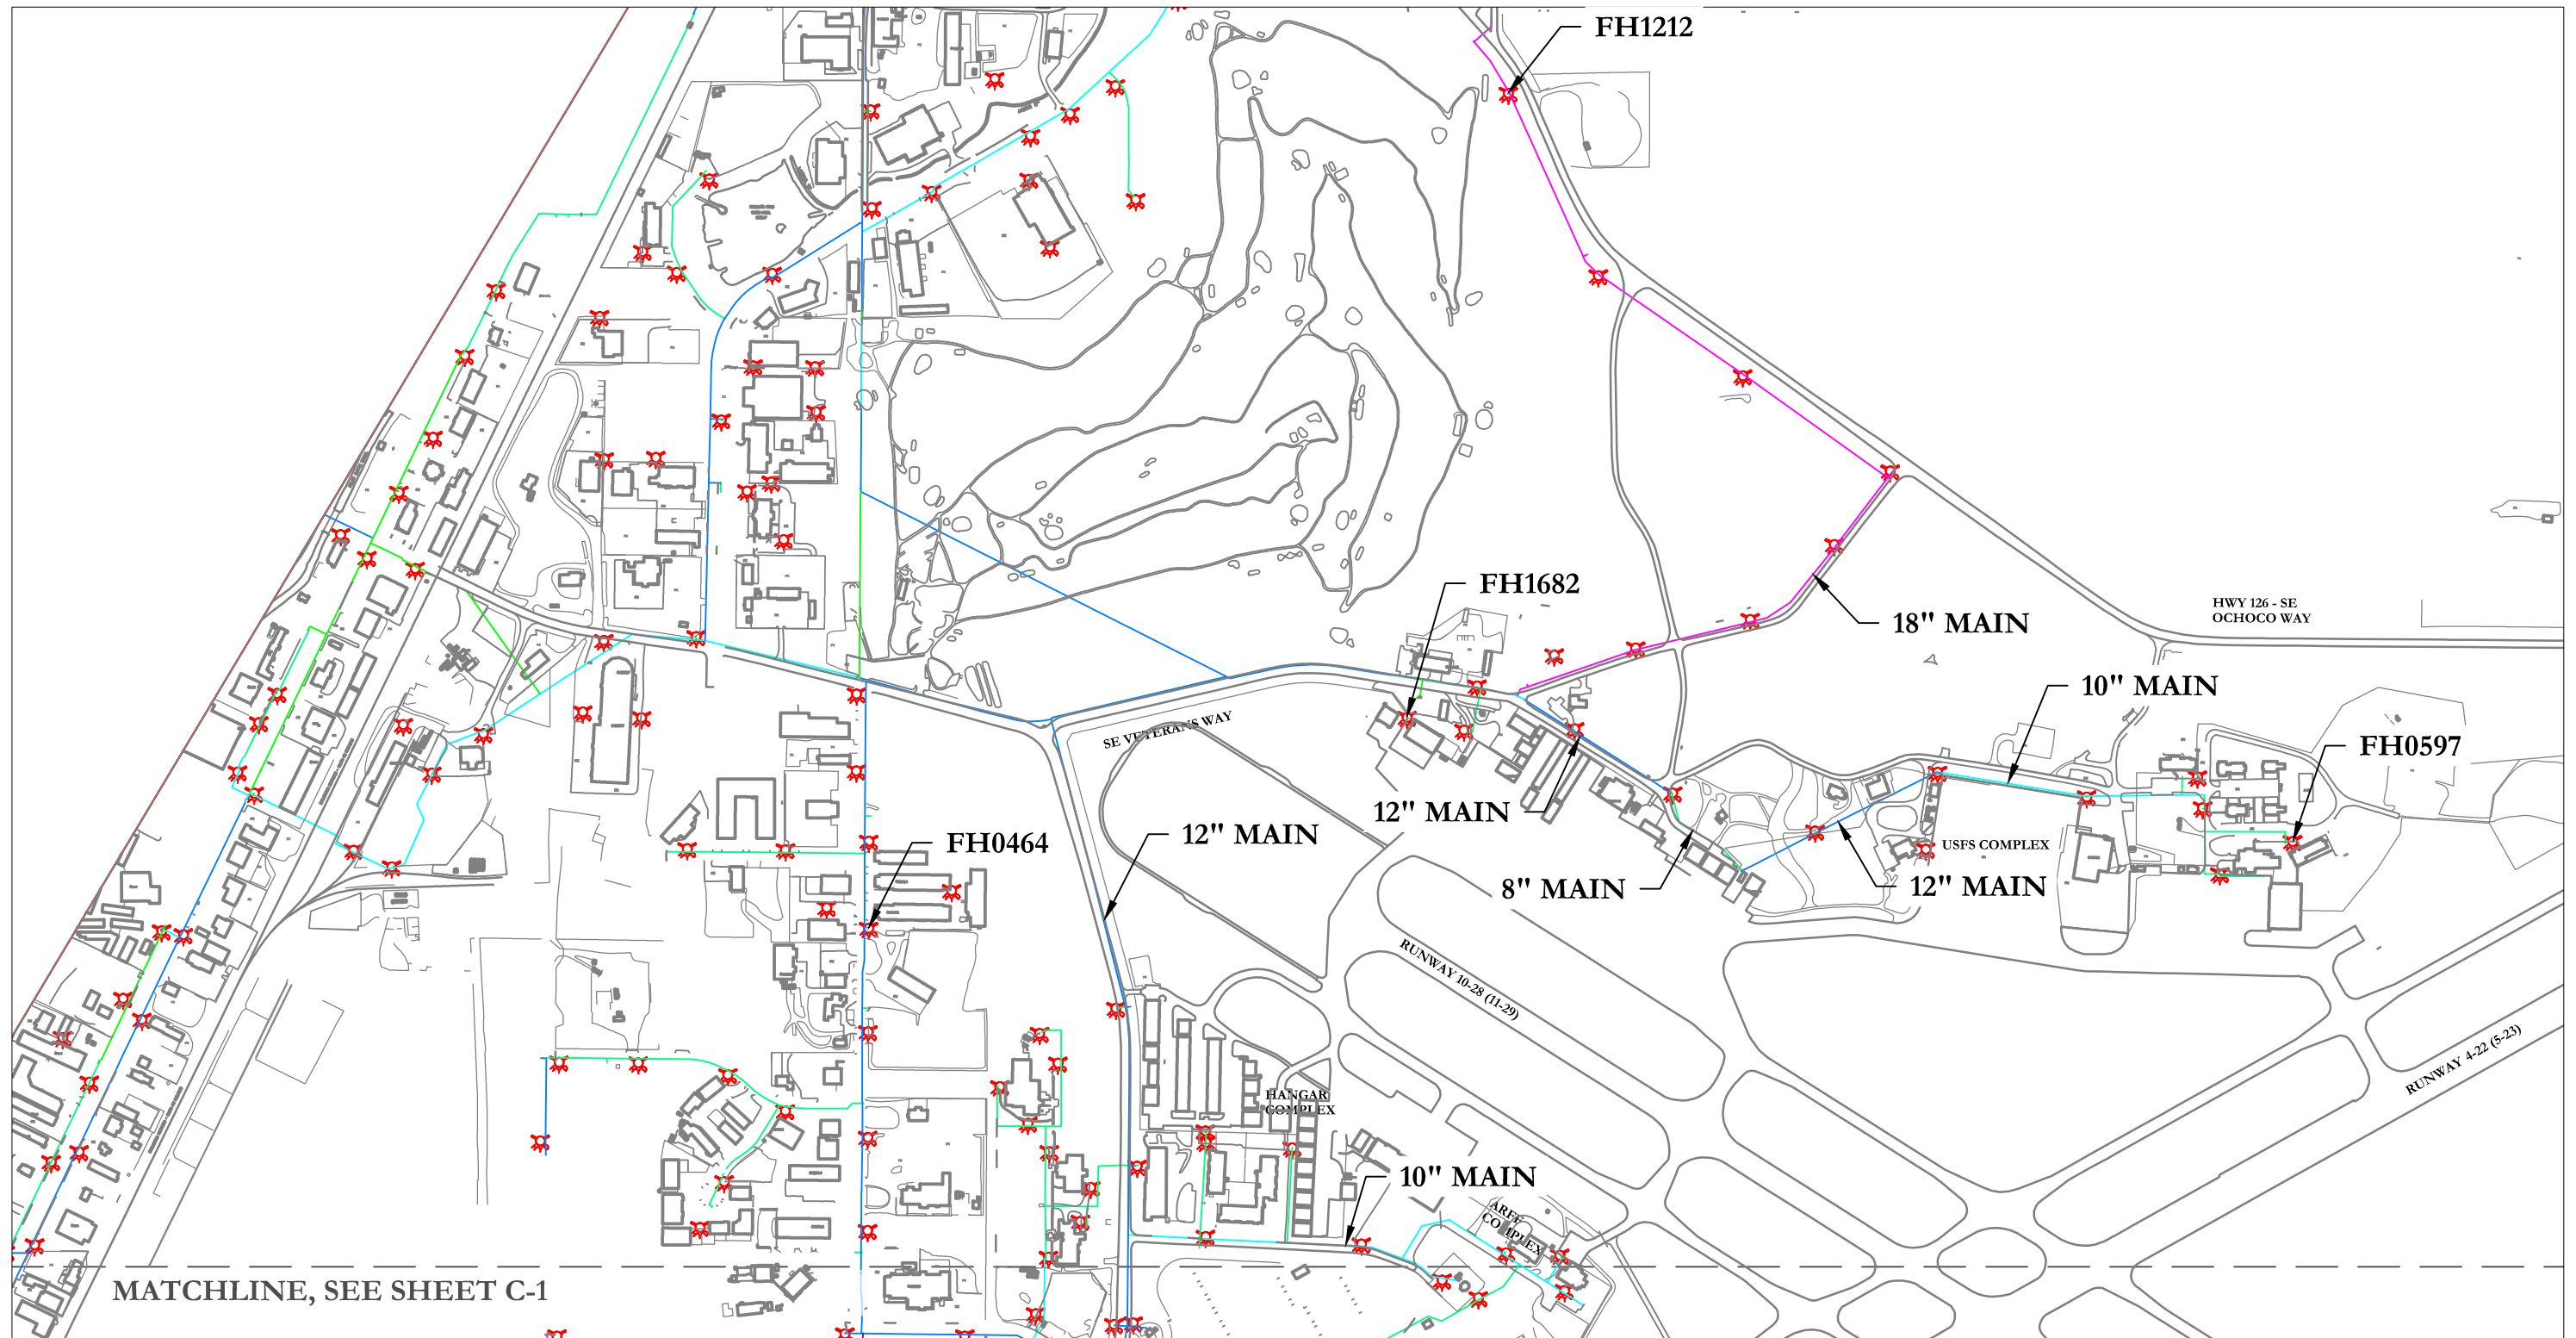 FH1212
FH1682
18" MAIN
HWY 126 - SE
OCHOCO WAY
10" MAIN
SE VETERANS WAY
FH0597
12" MAIN
12" MAIN
FH0464
USFS COMPLEX
8" MAIN
12" MAIN
RUNWAY 10-28 (11-29)
RUNWAY 4-22 (5-23)
HANGAR
COMPLEX
10" MAIN
ARFF
COMPLEX
MATCHLINE, SEE SHEET C-1